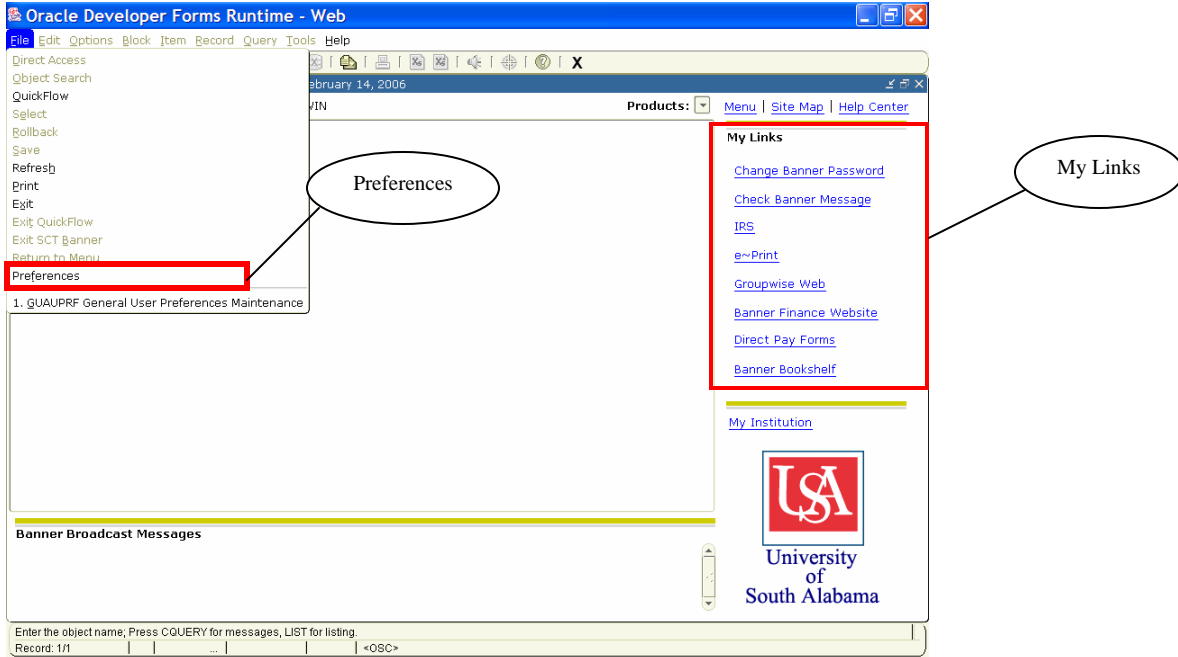 Oracle Developer Forms Runtime - Web
File Edit Options Block Item Record Query Tools Help
Direct Access
Object Search
QuickFlow
Select
Rollback
Save
Refresh
Print
Exit
Exit QuickFlow
Exit SCT Banner
Return to Menu
Preferences
1. GUAUPRF General User Preferences Maintenance
X
ebruary 14, 2006
Products: Menu | Site Map | Help Center
Preferences
My Links
Change Banner Password
Check Banner Message
IRS
e~Print
Groupwise Web
Banner Finance Website
Direct Pay Forms
Banner Bookshelf
My Links
My Institution
USA
University
of
South Alabama
Banner Broadcast Messages
Enter the object name; Press CQUERY for messages, LIST for listing.
Record: 1/1 ... <OSC>